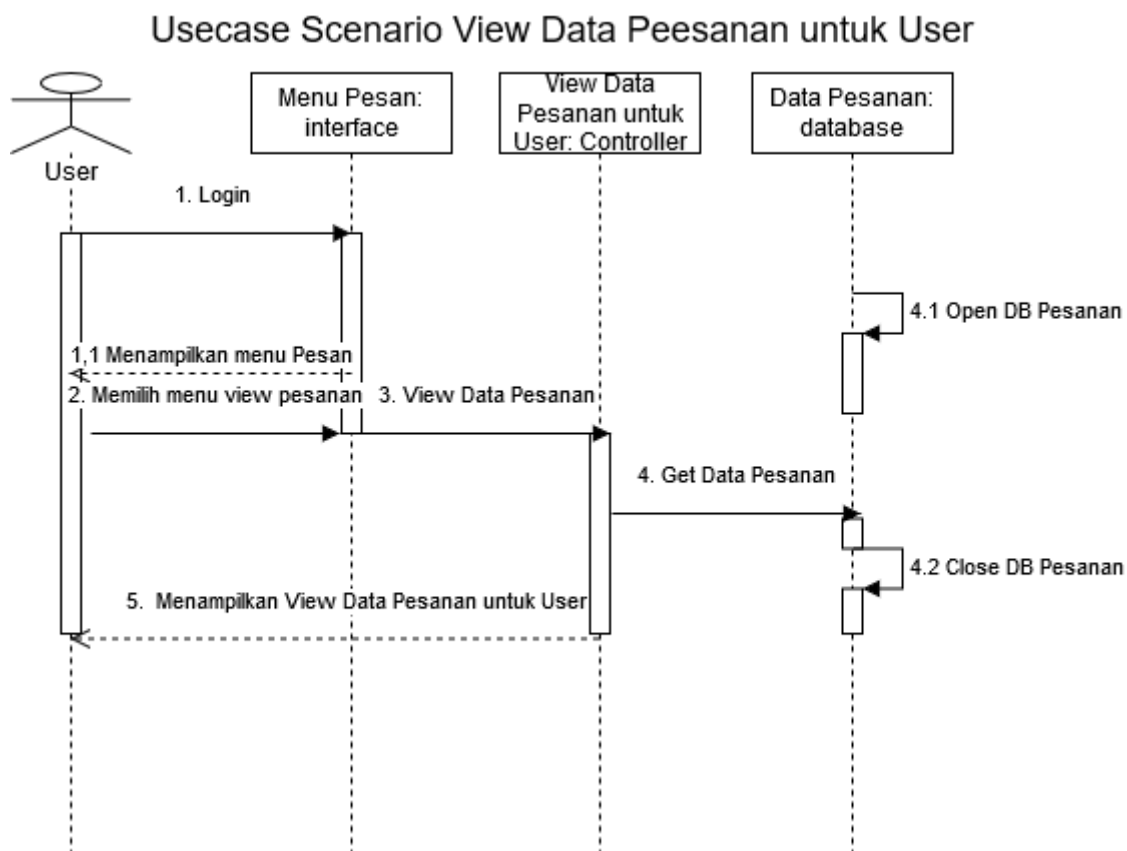 Usecase Scenario View Data Peesanan untuk User
Menu Pesan:
interface
View Data
Pesanan untuk
User: Controller
Data Pesanan:
database
User
1. Login
4.1 Open DB Pesanan
1,1 Menampilkan menu Pesan
2. Memilih menu view pesanan
3. View Data Pesanan
4. Get Data Pesanan
4.2 Close DB Pesanan
5. Menampilkan View Data Pesanan untuk User